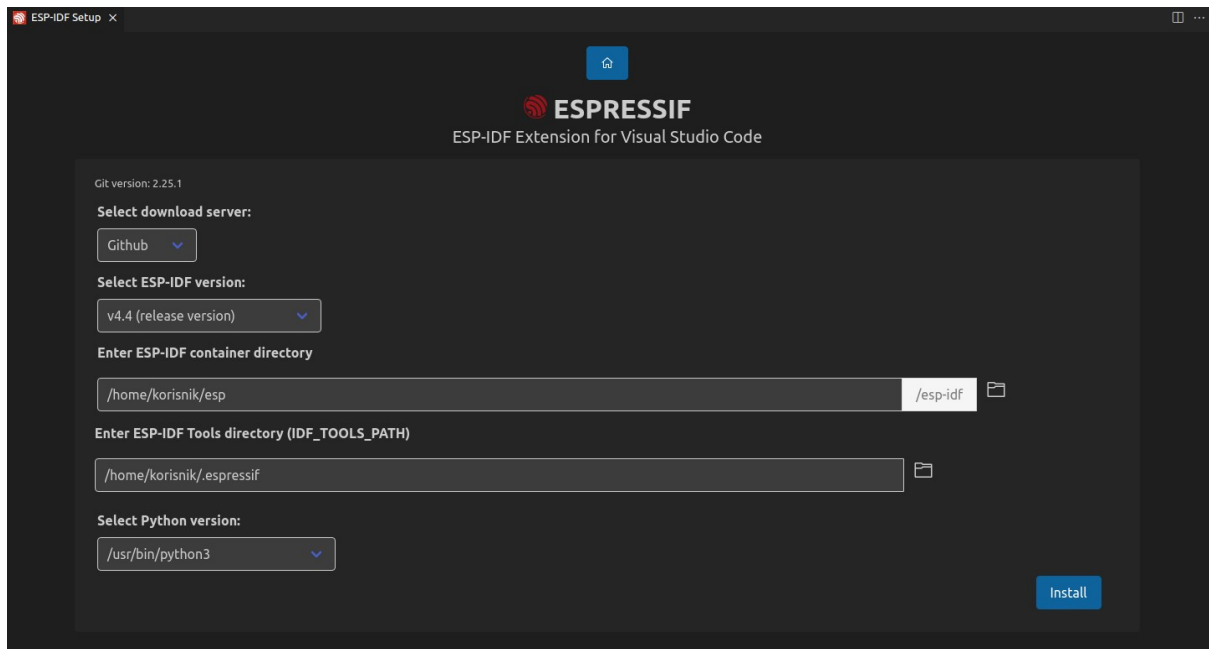 ESP-IDF Setup
ESPRESSIF
ESP-IDF Extension for Visual Studio Code
Git version: 2.25.1
Select download server:
Github
Select ESP-IDF version:
v4.4 (release version)
Enter ESP-IDF container directory
/home/korisnik/esp /esp-idf
Enter ESP-IDF Tools directory (IDF_TOOLS_PATH)
/home/korisnik/.espressif
Select Python version:
/usr/bin/python3
Install